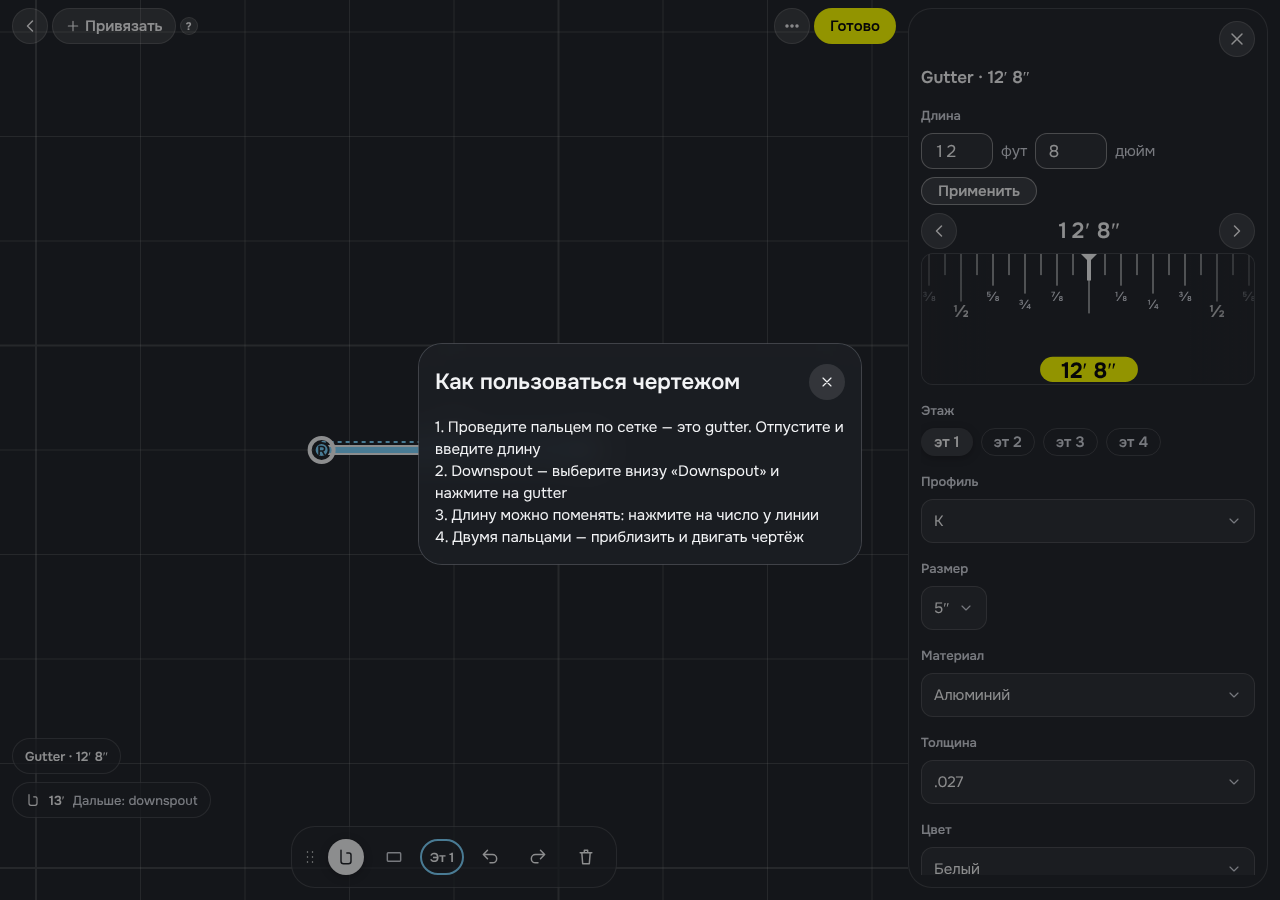 Привязать
?
Готово
Gutter · 12′ 8″
Длина
12 фут 8 дюйм
Применить
12′ 8″
⅜ ½ ⅝ ¾ ⅞ ⅛ ¼ ⅜ ½ ⅝
12′ 8″
Этаж
эт 1 эт 2 эт 3 эт 4
Профиль
K
Размер
5″
Материал
Алюминий
Толщина
.027
Цвет
Белый
R
Как пользоваться чертежом
1. Проведите пальцем по сетке — это gutter. Отпустите и
введите длину
2. Downspout — выберите внизу «Downspout» и
нажмите на gutter
3. Длину можно поменять: нажмите на число у линии
4. Двумя пальцами — приблизить и двигать чертёж
Gutter · 12′ 8″
13′ Дальше: downspout
Эт 1